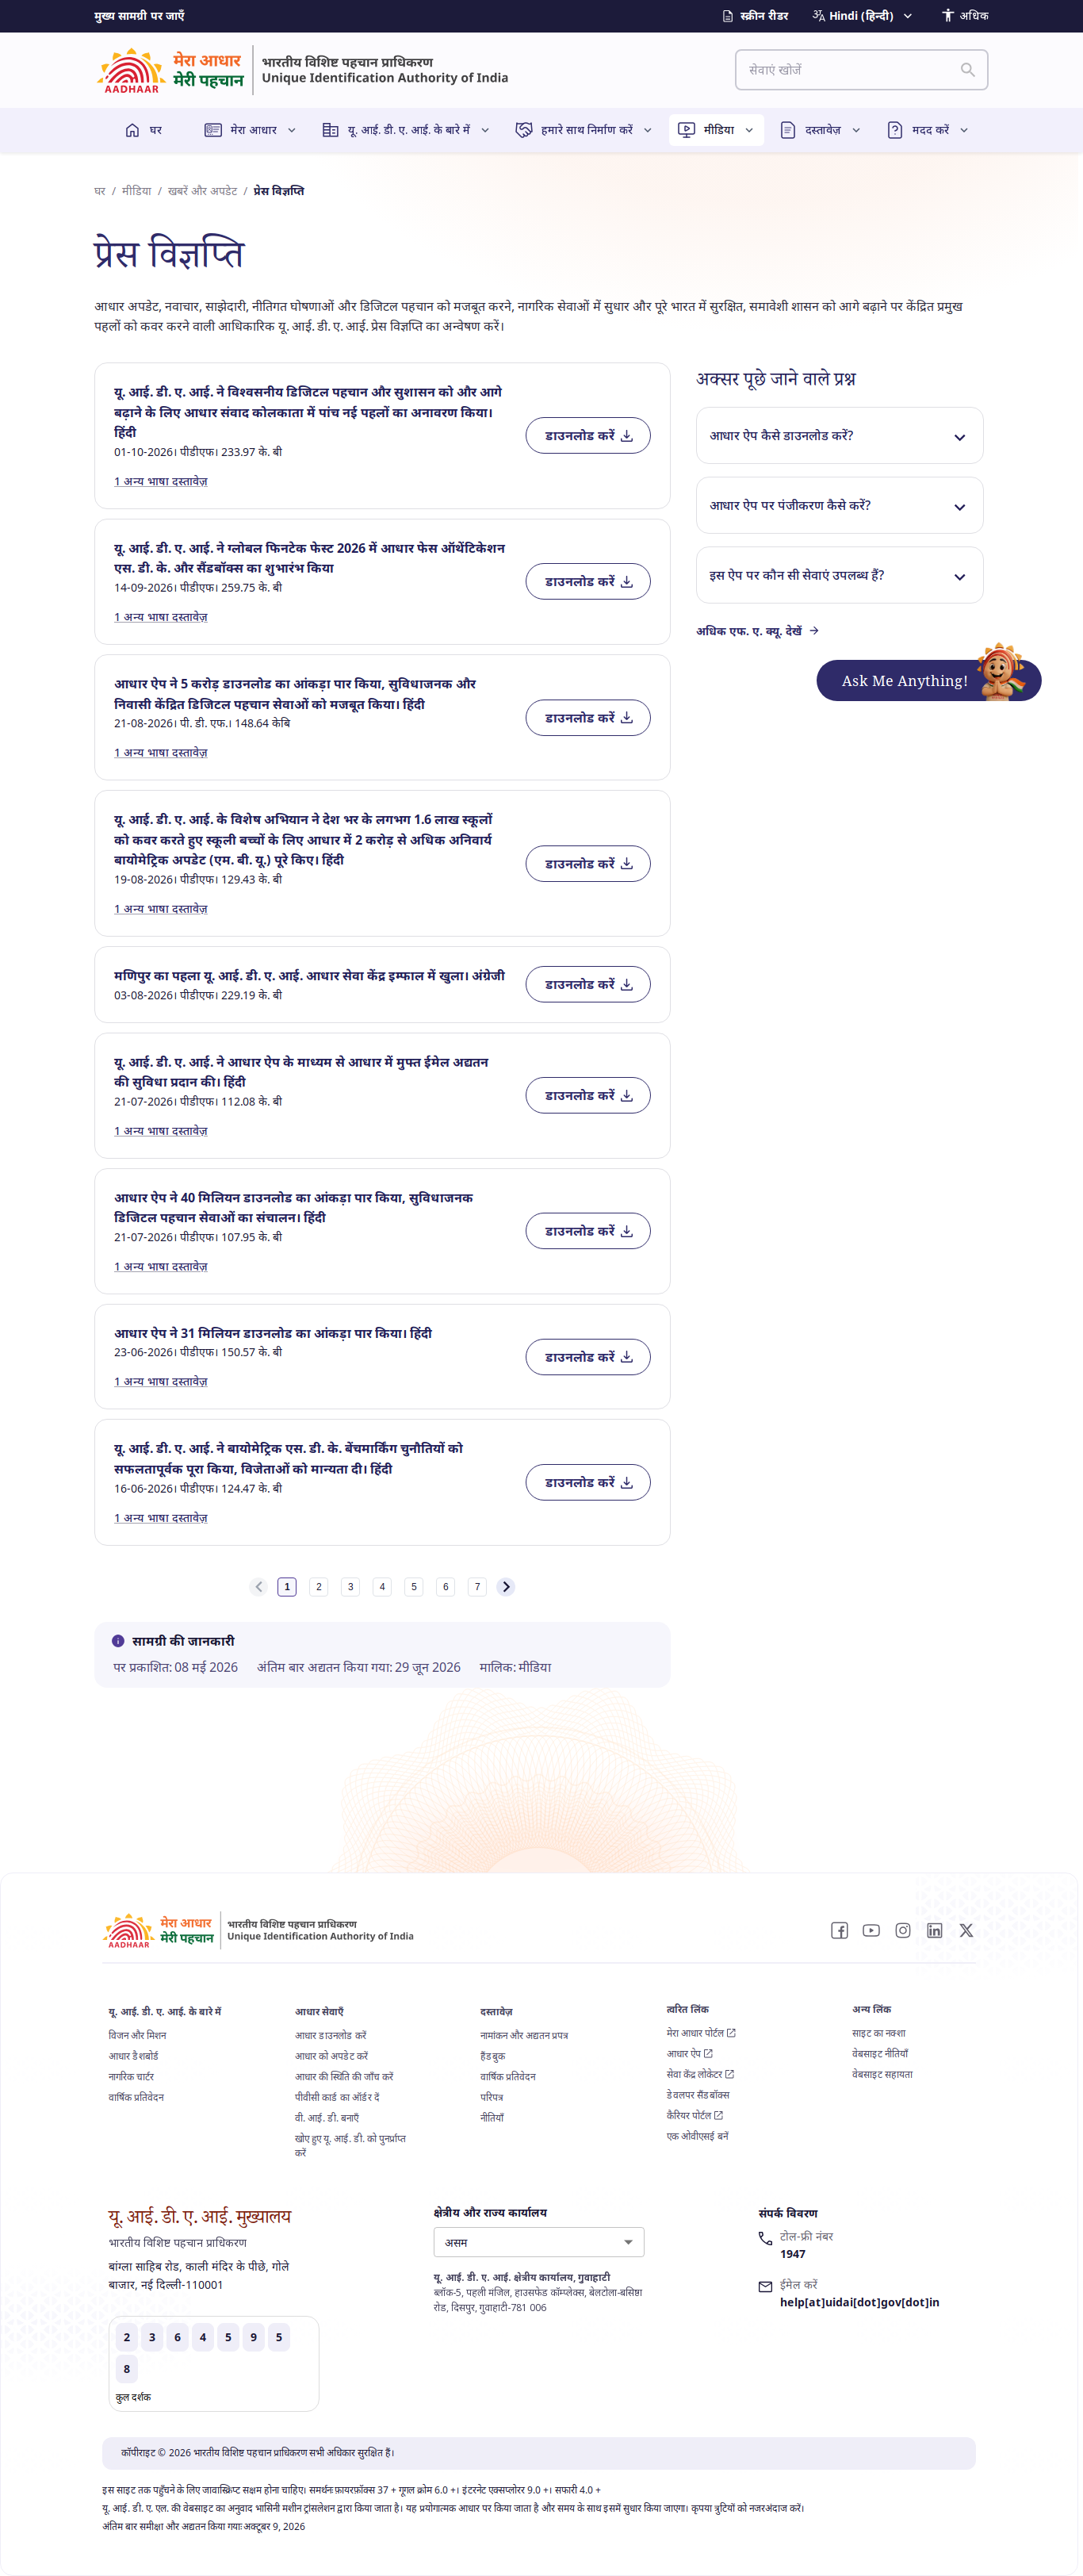 मुख्य सामग्री पर जाएँ
स्क्रीन रीडर
Hindi (हिन्दी)
अधिक
AADHAAR
मेरा आधार
मेरी पहचान
भारतीय विशिष्ट पहचान प्राधिकरण
Unique Identification Authority of India
सेवाएं खोजें
घर
मेरा आधार
यू. आई. डी. ए. आई. के बारे में
हमारे साथ निर्माण करें
मीडिया
दस्तावेज़
मदद करें
घर / मीडिया / खबरें और अपडेट / प्रेस विज्ञप्ति
प्रेस विज्ञप्ति
आधार अपडेट, नवाचार, साझेदारी, नीतिगत घोषणाओं और डिजिटल पहचान को मजबूत करने, नागरिक सेवाओं में सुधार और पूरे भारत में सुरक्षित, समावेशी शासन को आगे बढ़ाने पर केंद्रित प्रमुख
पहलों को कवर करने वाली आधिकारिक यू. आई. डी. ए. आई. प्रेस विज्ञप्ति का अन्वेषण करें।
यू. आई. डी. ए. आई. ने विश्वसनीय डिजिटल पहचान और सुशासन को और आगे
बढ़ाने के लिए आधार संवाद कोलकाता में पांच नई पहलों का अनावरण किया।
हिंदी
01-10-2026। पीडीएफ। 233.97 के. बी
1 अन्य भाषा दस्तावेज़
डाउनलोड करें
यू. आई. डी. ए. आई. ने ग्लोबल फिनटेक फेस्ट 2026 में आधार फेस ऑथेंटिकेशन
एस. डी. के. और सैंडबॉक्स का शुभारंभ किया
14-09-2026। पीडीएफ। 259.75 के. बी
1 अन्य भाषा दस्तावेज़
डाउनलोड करें
आधार ऐप ने 5 करोड़ डाउनलोड का आंकड़ा पार किया, सुविधाजनक और
निवासी केंद्रित डिजिटल पहचान सेवाओं को मजबूत किया। हिंदी
21-08-2026। पी. डी. एफ.। 148.64 केबि
1 अन्य भाषा दस्तावेज़
डाउनलोड करें
यू. आई. डी. ए. आई. के विशेष अभियान ने देश भर के लगभग 1.6 लाख स्कूलों
को कवर करते हुए स्कूली बच्चों के लिए आधार में 2 करोड़ से अधिक अनिवार्य
बायोमेट्रिक अपडेट (एम. बी. यू.) पूरे किए। हिंदी
19-08-2026। पीडीएफ। 129.43 के. बी
1 अन्य भाषा दस्तावेज़
डाउनलोड करें
मणिपुर का पहला यू. आई. डी. ए. आई. आधार सेवा केंद्र इम्फाल में खुला। अंग्रेजी
03-08-2026। पीडीएफ। 229.19 के. बी
डाउनलोड करें
यू. आई. डी. ए. आई. ने आधार ऐप के माध्यम से आधार में मुफ्त ईमेल अद्यतन
की सुविधा प्रदान की। हिंदी
21-07-2026। पीडीएफ। 112.08 के. बी
1 अन्य भाषा दस्तावेज़
डाउनलोड करें
आधार ऐप ने 40 मिलियन डाउनलोड का आंकड़ा पार किया, सुविधाजनक
डिजिटल पहचान सेवाओं का संचालन। हिंदी
21-07-2026। पीडीएफ। 107.95 के. बी
1 अन्य भाषा दस्तावेज़
डाउनलोड करें
आधार ऐप ने 31 मिलियन डाउनलोड का आंकड़ा पार किया। हिंदी
23-06-2026। पीडीएफ। 150.57 के. बी
1 अन्य भाषा दस्तावेज़
डाउनलोड करें
यू. आई. डी. ए. आई. ने बायोमेट्रिक एस. डी. के. बेंचमार्किंग चुनौतियों को
सफलतापूर्वक पूरा किया, विजेताओं को मान्यता दी। हिंदी
16-06-2026। पीडीएफ। 124.47 के. बी
1 अन्य भाषा दस्तावेज़
डाउनलोड करें
1 2 3 4 5 6 7
सामग्री की जानकारी
पर प्रकाशित: 08 मई 2026 अंतिम बार अद्यतन किया गया: 29 जून 2026 मालिक: मीडिया
अक्सर पूछे जाने वाले प्रश्न
आधार ऐप कैसे डाउनलोड करें?
आधार ऐप पर पंजीकरण कैसे करें?
इस ऐप पर कौन सी सेवाएं उपलब्ध हैं?
अधिक एफ. ए. क्यू. देखें
Ask Me Anything!
AADHAAR
मेरा आधार
मेरी पहचान
भारतीय विशिष्ट पहचान प्राधिकरण
Unique Identification Authority of India
यू. आई. डी. ए. आई. के बारे में
विजन और मिशन
आधार डैशबोर्ड
नागरिक चार्टर
वार्षिक प्रतिवेदन
आधार सेवाएँ
आधार डाउनलोड करें
आधार को अपडेट करें
आधार की स्थिति की जाँच करें
पीवीसी कार्ड का ऑर्डर दें
वी. आई. डी. बनाएँ
खोए हुए यू. आई. डी. को पुनर्प्राप्त
करें
दस्तावेज़
नामांकन और अद्यतन प्रपत्र
हैंडबुक
वार्षिक प्रतिवेदन
परिपत्र
नीतियाँ
त्वरित लिंक
मेरा आधार पोर्टल
आधार ऐप
सेवा केंद्र लोकेटर
डेवलपर सैंडबॉक्स
कैरियर पोर्टल
एक ओवीएसई बनें
अन्य लिंक
साइट का नक्शा
वेबसाइट नीतियाँ
वेबसाइट सहायता
यू. आई. डी. ए. आई. मुख्यालय
भारतीय विशिष्ट पहचान प्राधिकरण
बांग्ला साहिब रोड, काली मंदिर के पीछे, गोले
बाजार, नई दिल्ली-110001
2 3 6 4 5 9 5
8
कुल दर्शक
क्षेत्रीय और राज्य कार्यालय
असम
यू. आई. डी. ए. आई. क्षेत्रीय कार्यालय, गुवाहाटी
ब्लॉक-5, पहली मंजिल, हाउसफेड कॉम्प्लेक्स, बेलटोला-बसिष्ठा
रोड, दिसपुर, गुवाहाटी-781 006
संपर्क विवरण
टोल-फ्री नंबर
1947
ईमेल करें
help[at]uidai[dot]gov[dot]in
कॉपीराइट © 2026 भारतीय विशिष्ट पहचान प्राधिकरण सभी अधिकार सुरक्षित हैं।
इस साइट तक पहुँचने के लिए जावास्क्रिप्ट सक्षम होना चाहिए। समर्थनः फ़ायरफ़ॉक्स 37 + गूगल क्रोम 6.0 +। इंटरनेट एक्सप्लोरर 9.0 +। सफारी 4.0 +
यू. आई. डी. ए. एल. की वेबसाइट का अनुवाद भासिनी मशीन ट्रांसलेशन द्वारा किया जाता है। यह प्रयोगात्मक आधार पर किया जाता है और समय के साथ इसमें सुधार किया जाएगा। कृपया त्रुटियों को नजरअंदाज करें।
अंतिम बार समीक्षा और अद्यतन किया गयाः अक्टूबर 9, 2026